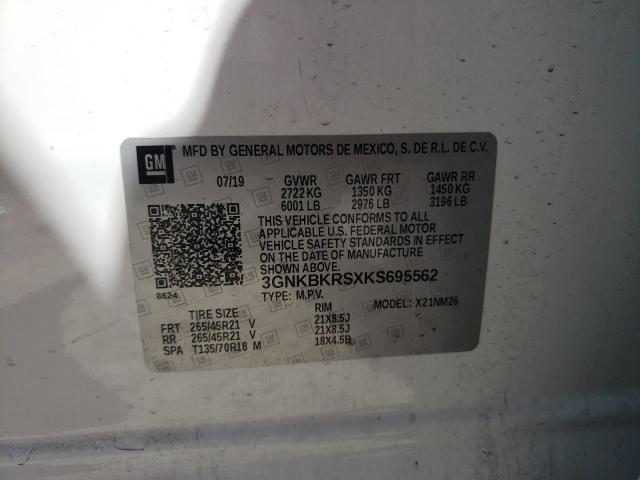 GM
MFD BY GENERAL MOTORS DE MEXICO, S. DE R.L. DE C.V.
07/19 GVWR GAWR FRT GAWR RR
2722 KG 1350 KG 1450 KG
6001 LB 2976 LB 3196 LB
THIS VEHICLE CONFORMS TO ALL
APPLICABLE U.S. FEDERAL MOTOR
VEHICLE SAFETY STANDARDS IN EFFECT
ON THE DATE OF MANUFACTURE
SHOWN ABOVE.
8624 3GNKBKRSXKS695562
TYPE: M.P.V. MODEL: X21NM26
TIRE SIZE RIM
FRT 265/45R21 V 21X8.5J
RR 265/45R21 V 21X8.5J
SPA T135/70R18 M 18X4.5B